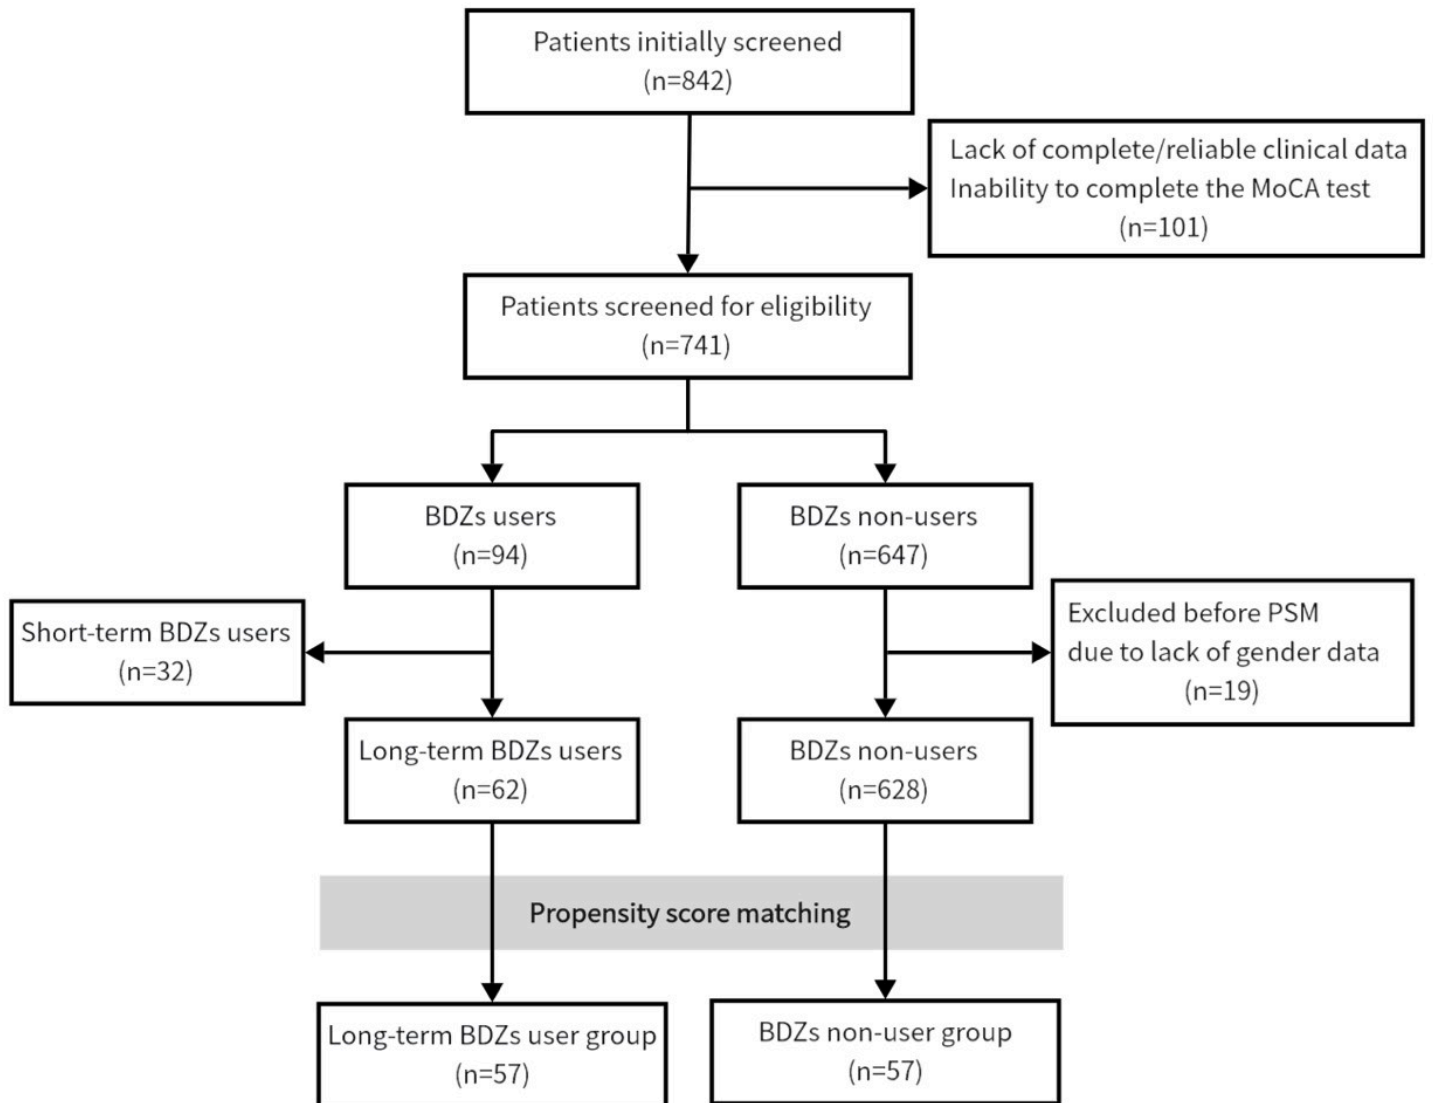 Patients initially screened
(n=842)
Lack of complete/reliable clinical data
Inability to complete the MoCA test
(n=101)
Patients screened for eligibility
(n=741)
BDZs users
(n=94)
BDZs non-users
(n=647)
Short-term BDZs users
(n=32)
Excluded before PSM
due to lack of gender data
(n=19)
Long-term BDZs users
(n=62)
BDZs non-users
(n=628)
Propensity score matching
Long-term BDZs user group
(n=57)
BDZs non-user group
(n=57)